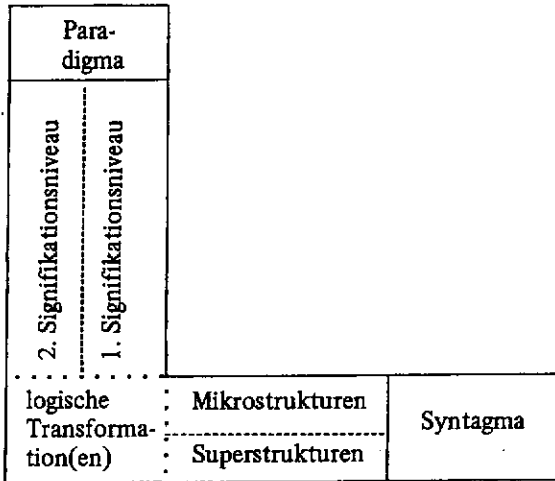 Para-
digma
2. Signifikationsniveau
1. Signifikationsniveau
logische
Transforma-
tion(en)
Mikrostrukturen
Superstrukturen
Syntagma